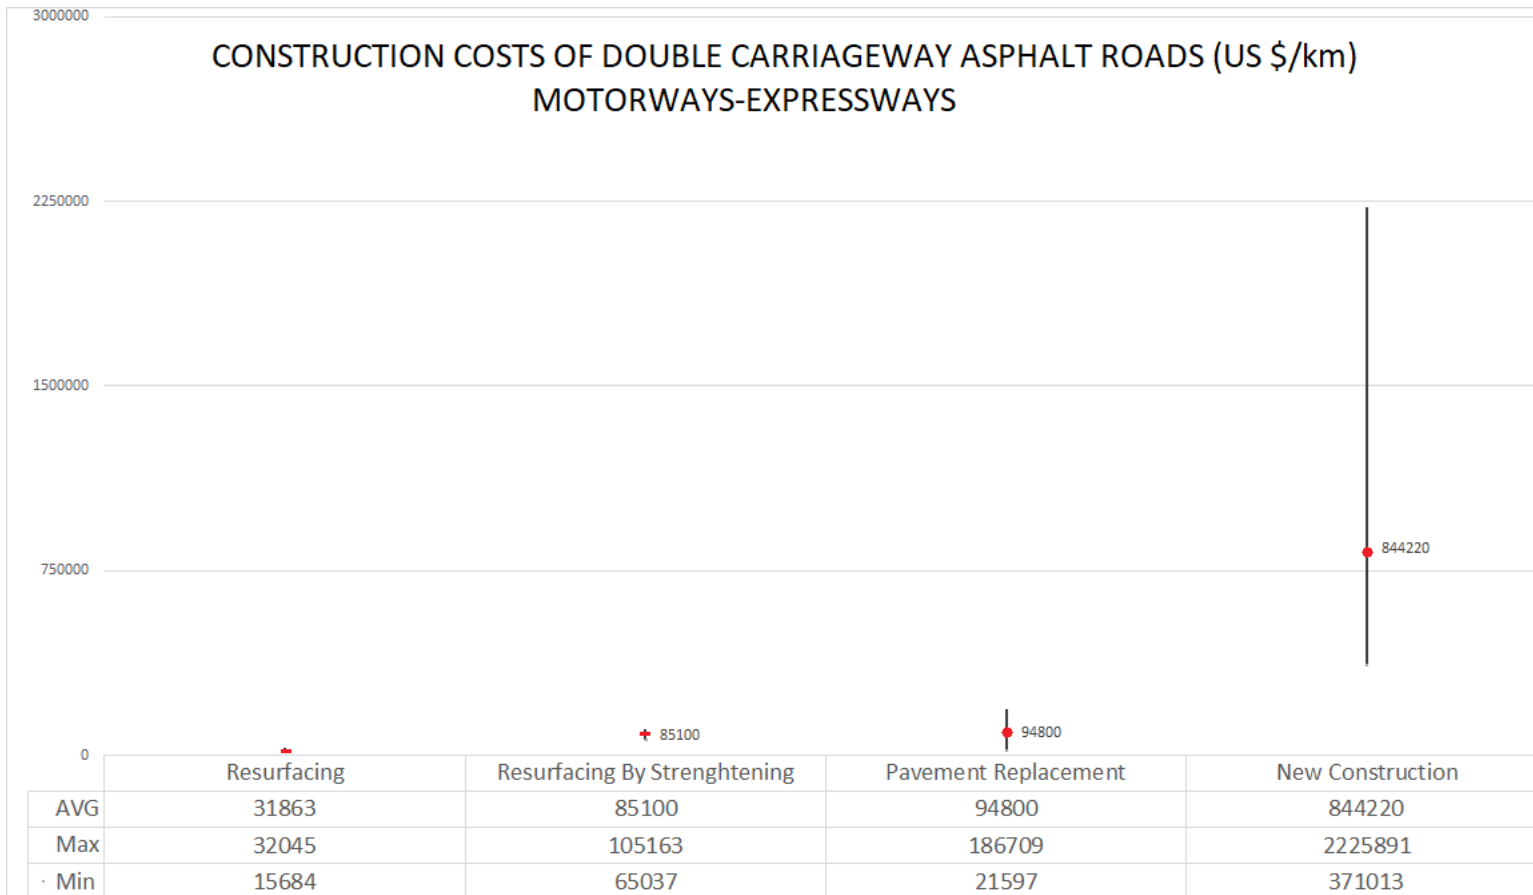 3000000
CONSTRUCTION COSTS OF DOUBLE CARRIAGEWAY ASPHALT ROADS (US $/km)
MOTORWAYS-EXPRESSWAYS
2250000
1500000
844220
750000
85100
94800
0
Resurfacing Resurfacing By Strenghtening Pavement Replacement New Construction
AVG 31863 85100 94800 844220
Max 32045 105163 186709 2225891
Min 15684 65037 21597 371013